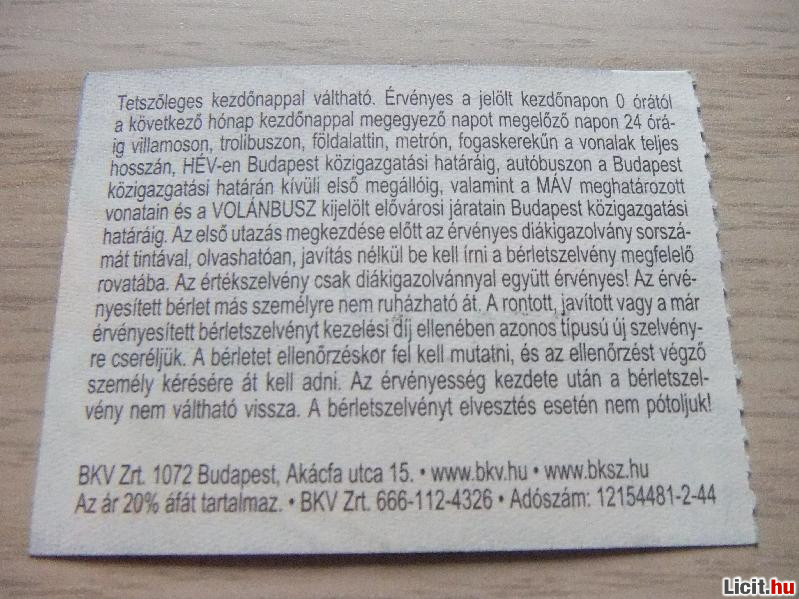 Tetszőleges kezdőnappal váltható. Érvényes a jelölt kezdőnapon 0 órától
a következő hónap kezdőnappal megegyező napot megelőző napon 24 órá-
ig villamoson, trolibuszon, földalattin, metrón, fogaskerekűn a vonalak teljes
hosszán, HÉV-en Budapest közigazgatási határáig, autóbuszon a Budapest
közigazgatási határán kívüli első megállóig, valamint a MÁV meghatározott
vonatain és a VOLÁNBUSZ kijelölt elővárosi járatain Budapest közigazgatási
határáig. Az első utazás megkezdése előtt az érvényes diákigazolvány sorszá-
mát tintával, olvashatóan, javítás nélkül be kell írni a bérletszelvény megfelelő
rovatába. Az értékszelvény csak diákigazolvánnyal együtt érvényes! Az érvé-
nyesített bérlet más személyre nem ruházható át. A rontott, javított vagy a már
érvényesített bérletszelvényt kezelési díj ellenében azonos típusú új szelvény-
re cseréljük. A bérletet ellenőrzéskor fel kell mutatni, és az ellenőrzést végző
személy kérésére át kell adni. Az érvényesség kezdete után a bérletszel-
vény nem váltható vissza. A bérletszelvényt elvesztés esetén nem pótoljuk!
BKV Zrt. 1072 Budapest, Akácfa utca 15. • www.bkv.hu • www.bksz.hu
Az ár 20% áfát tartalmaz. • BKV Zrt. 666-112-4326 • Adószám: 12154481-2-44
Licit.hu